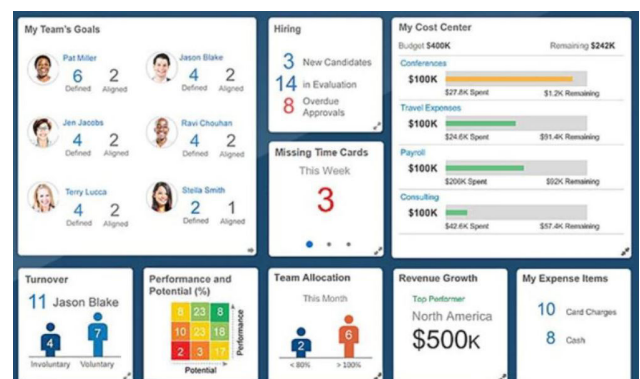 My Team's Goals
Pat Miller
6 2
Defined Aligned
Jason Blake
4 2
Defined Aligned
Jen Jacobs
4 2
Defined Aligned
Ravi Chouhan
4 2
Defined Aligned
Terry Lucca
4 2
Defined Aligned
Stella Smith
2 1
Defined Aligned
Hiring
3 New Candidates
14 in Evaluation
8 Overdue
Approvals
Missing Time Cards
This Week
3
My Cost Center
Budget $400K Remaining $242K
Conferences
$100K
$27.8K Spent $1.2K Remaining
Travel Expenses
$100K
$24.6K Spent $91.4K Remaining
Payroll
$100K
$206K Spent $92K Remaining
Consulting
$100K
$42.6K Spent $57.4K Remaining
Turnover
11 Jason Blake
4 7
Involuntary Voluntary
Performance and
Potential (%)
8 23 8
10 23 18
2 3 17
Performance
Potential
Team Allocation
This Month
2 6
< 80% > 100%
Revenue Growth
Top Performer
North America
$500K
My Expense Items
10 Card Charges
8 Cash